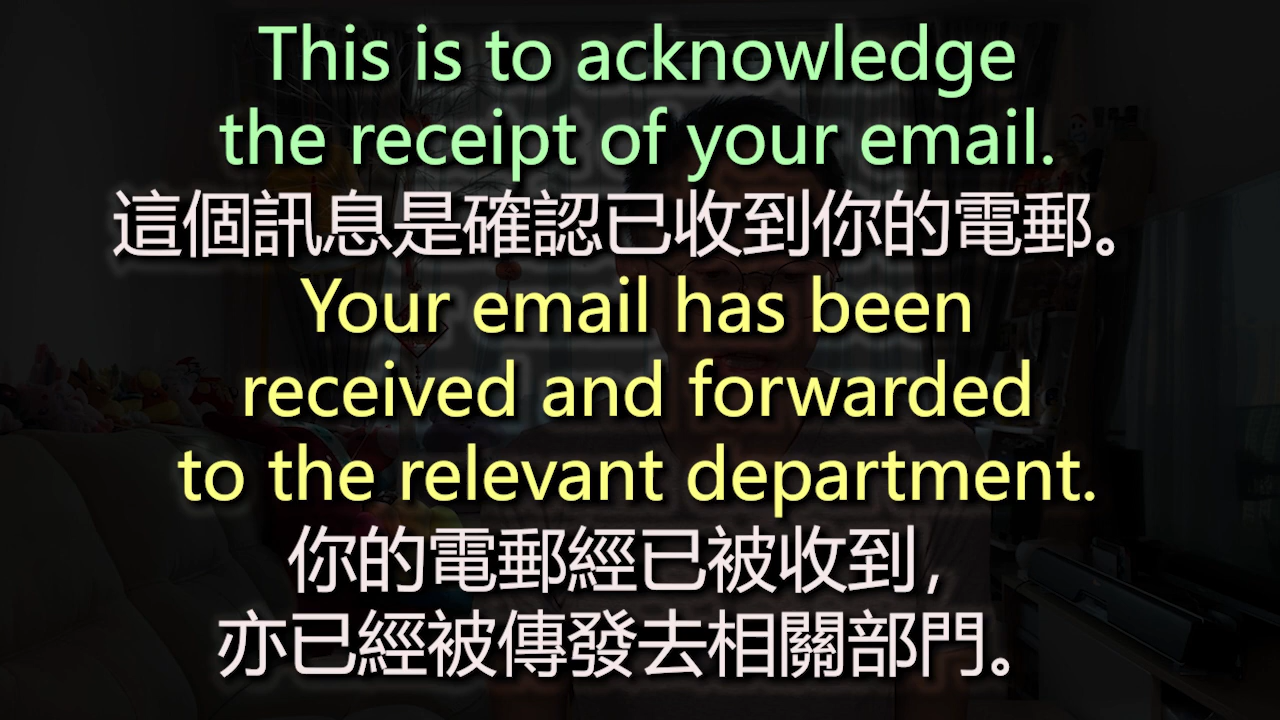 This is to acknowledge
the receipt of your email.
這個訊息是確認已收到你的電郵。
Your email has been
received and forwarded
to the relevant department.
你的電郵經已被收到，
亦已經被傳發去相關部門。